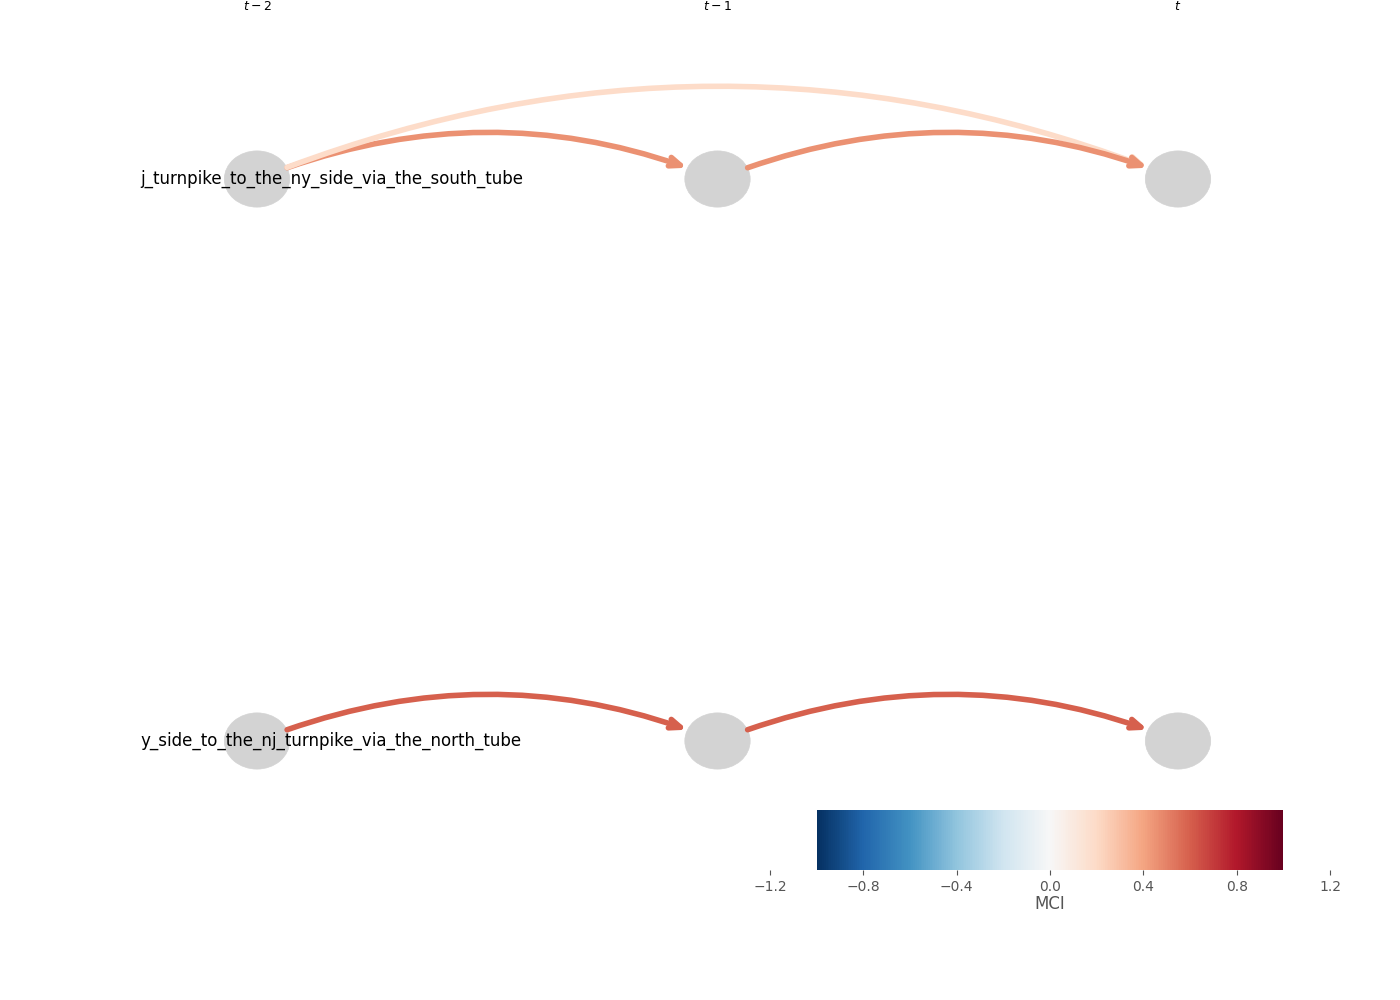 t − 2 t − 1 t
j_turnpike_to_the_ny_side_via_the_south_tube
y_side_to_the_nj_turnpike_via_the_north_tube
−1.2 −0.8 −0.4 0.0 0.4 0.8 1.2
MCI